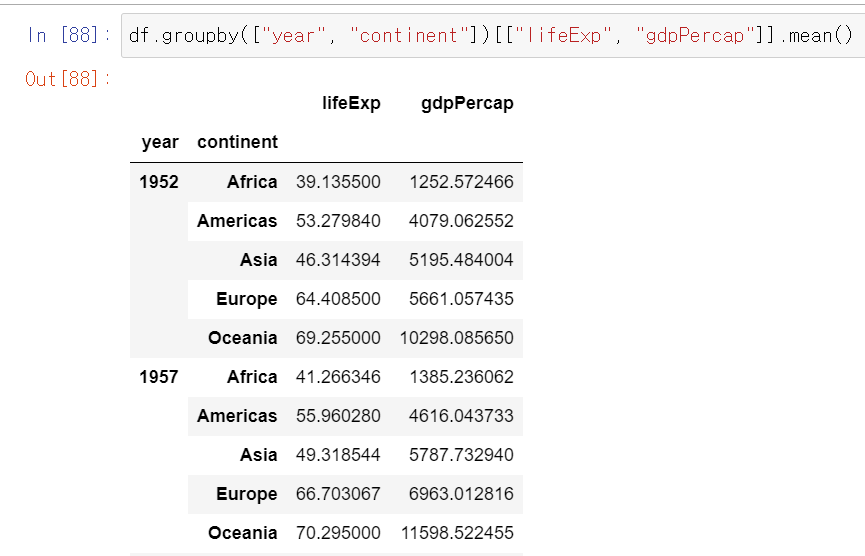 In [88]: df.groupby(["year", "continent"])[["lifeExp", "gdpPercap"]].mean()
Out[88]:
lifeExp gdpPercap
year continent
1952 Africa 39.135500 1252.572466
Americas 53.279840 4079.062552
Asia 46.314394 5195.484004
Europe 64.408500 5661.057435
Oceania 69.255000 10298.085650
1957 Africa 41.266346 1385.236062
Americas 55.960280 4616.043733
Asia 49.318544 5787.732940
Europe 66.703067 6963.012816
Oceania 70.295000 11598.522455